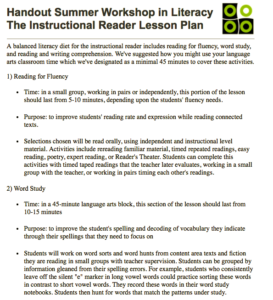 Handout Summer Workshop in Literacy
The Instructional Reader Lesson Plan
A balanced literacy diet for the instructional reader includes reading for fluency, word study,
and reading and writing comprehension. We've suggested how you might use your language
arts classroom time which we've designated as a minimal 45 minutes to cover these activities.
1) Reading for Fluency
• Time: in a small group, working in pairs or independently, this portion of the lesson
should last from 5-10 minutes, depending upon the students' fluency needs.
• Purpose: to improve students' reading rate and expression while reading connected
texts.
• Selections chosen will be read orally, using independent and instructional level
material. Activities include rereading familiar material, timed repeated readings, easy
reading, poetry, expert reading, or Reader's Theater. Students can complete this
activities with timed taped readings that the teacher later evaluates, working in a small
group with the teacher, or working in pairs timing each other's readings.
2) Word Study
• Time: in a 45-minute language arts block, this section of the lesson should last from
10-15 minutes
• Purpose: to improve the student's spelling and decoding of vocabulary they indicate
through their spellings that they need to focus on
• Students will work on word sorts and word hunts from content area texts and fiction
they are reading in small groups with teacher supervision. Students can be grouped by
information gleaned from their spelling errors. For example, students who consistently
leave off the silent "e" marker in long vowel words could practice sorting these words
in contrast to short vowel words. They record these words in their word study
notebooks. Students then hunt for words that match the patterns under study.